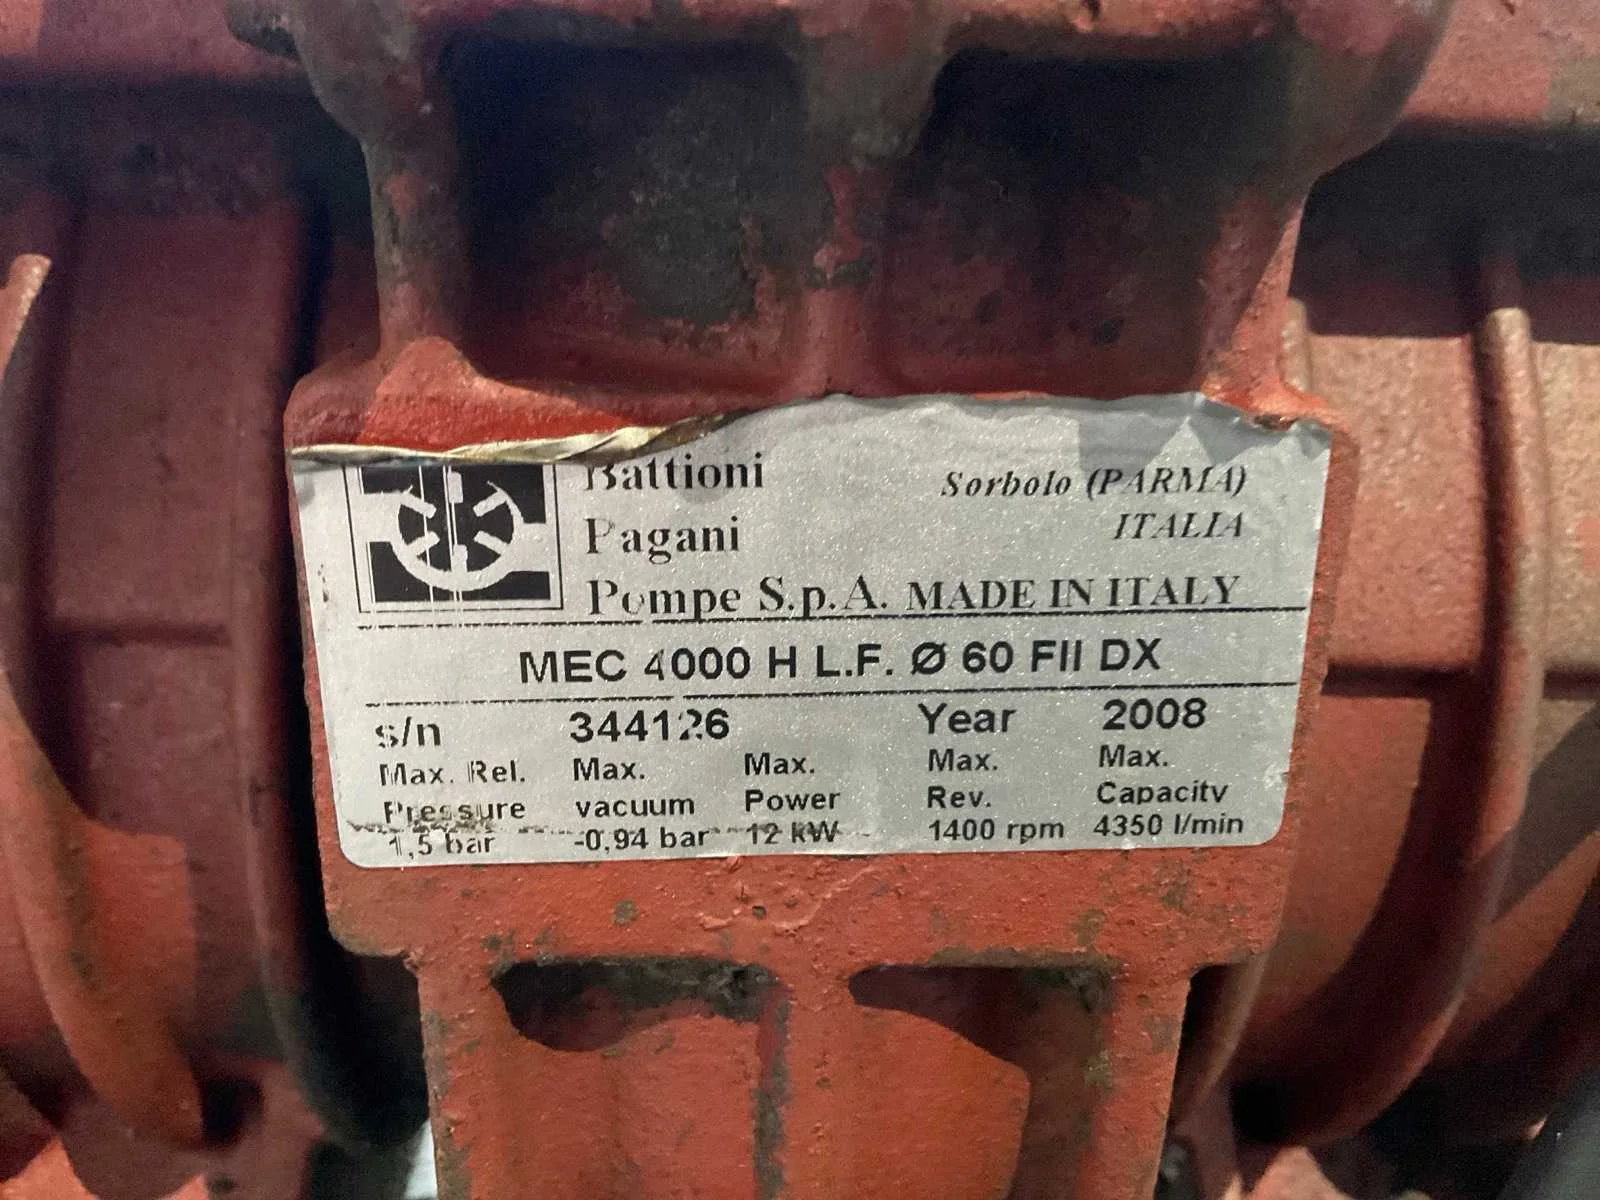 Battioni
Sorbolo (PARMA)
Pagani
ITALIA
Pompe S.p.A. MADE IN ITALY
MEC 4000 H L.F. Ø 60 FII DX
s/n 344126 Year 2008
Max. Rel. Max. Max. Max. Max.
Pressure vacuum Power Rev. Capacity
1,5 bar -0,94 bar 12 kW 1400 rpm 4350 l/min